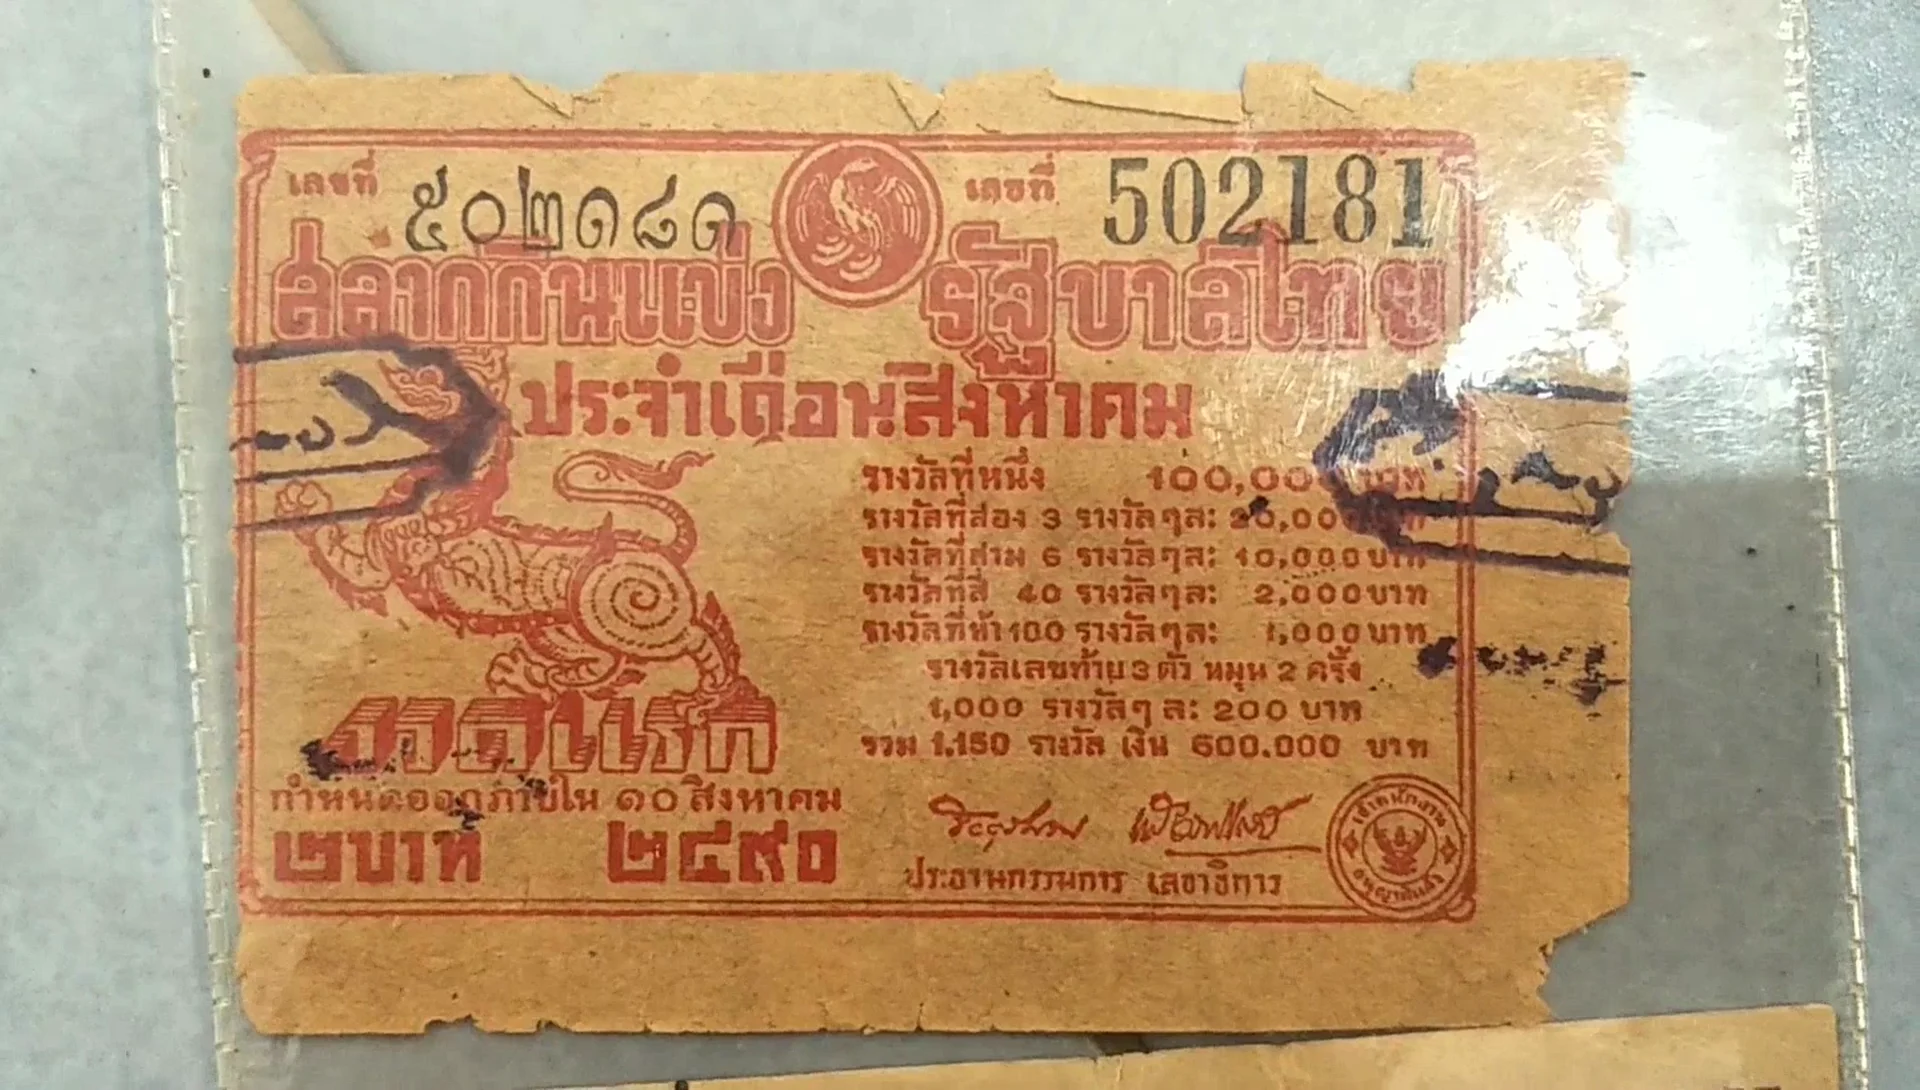 เลขที่ ๕๐๒๑๘๑ เลขที่ 502181
สลากกินแบ่ง รัฐบาลไทย
ประจำเดือนสิงหาคม
รางวัลที่หนึ่ง 100,000 บาท
รางวัลที่สอง 3 รางวัลๆละ 20,000 บาท
รางวัลที่สาม 6 รางวัลๆละ 10,000 บาท
รางวัลที่สี่ 40 รางวัลๆละ 2,000 บาท
รางวัลที่ห้า 100 รางวัลๆละ 1,000 บาท
รางวัลเลขท้าย 3 ตัว หมุน 2 ครั้ง
1,000 รางวัลๆ ละ 200 บาท
รวม 1,150 รางวัล เงิน 600.000 บาท
งวดแรก
กำหนดออกภายใน ๑๐ สิงหาคม
๒บาท ๒๔๙๐
ประธานกรรมการ เลขาธิการ